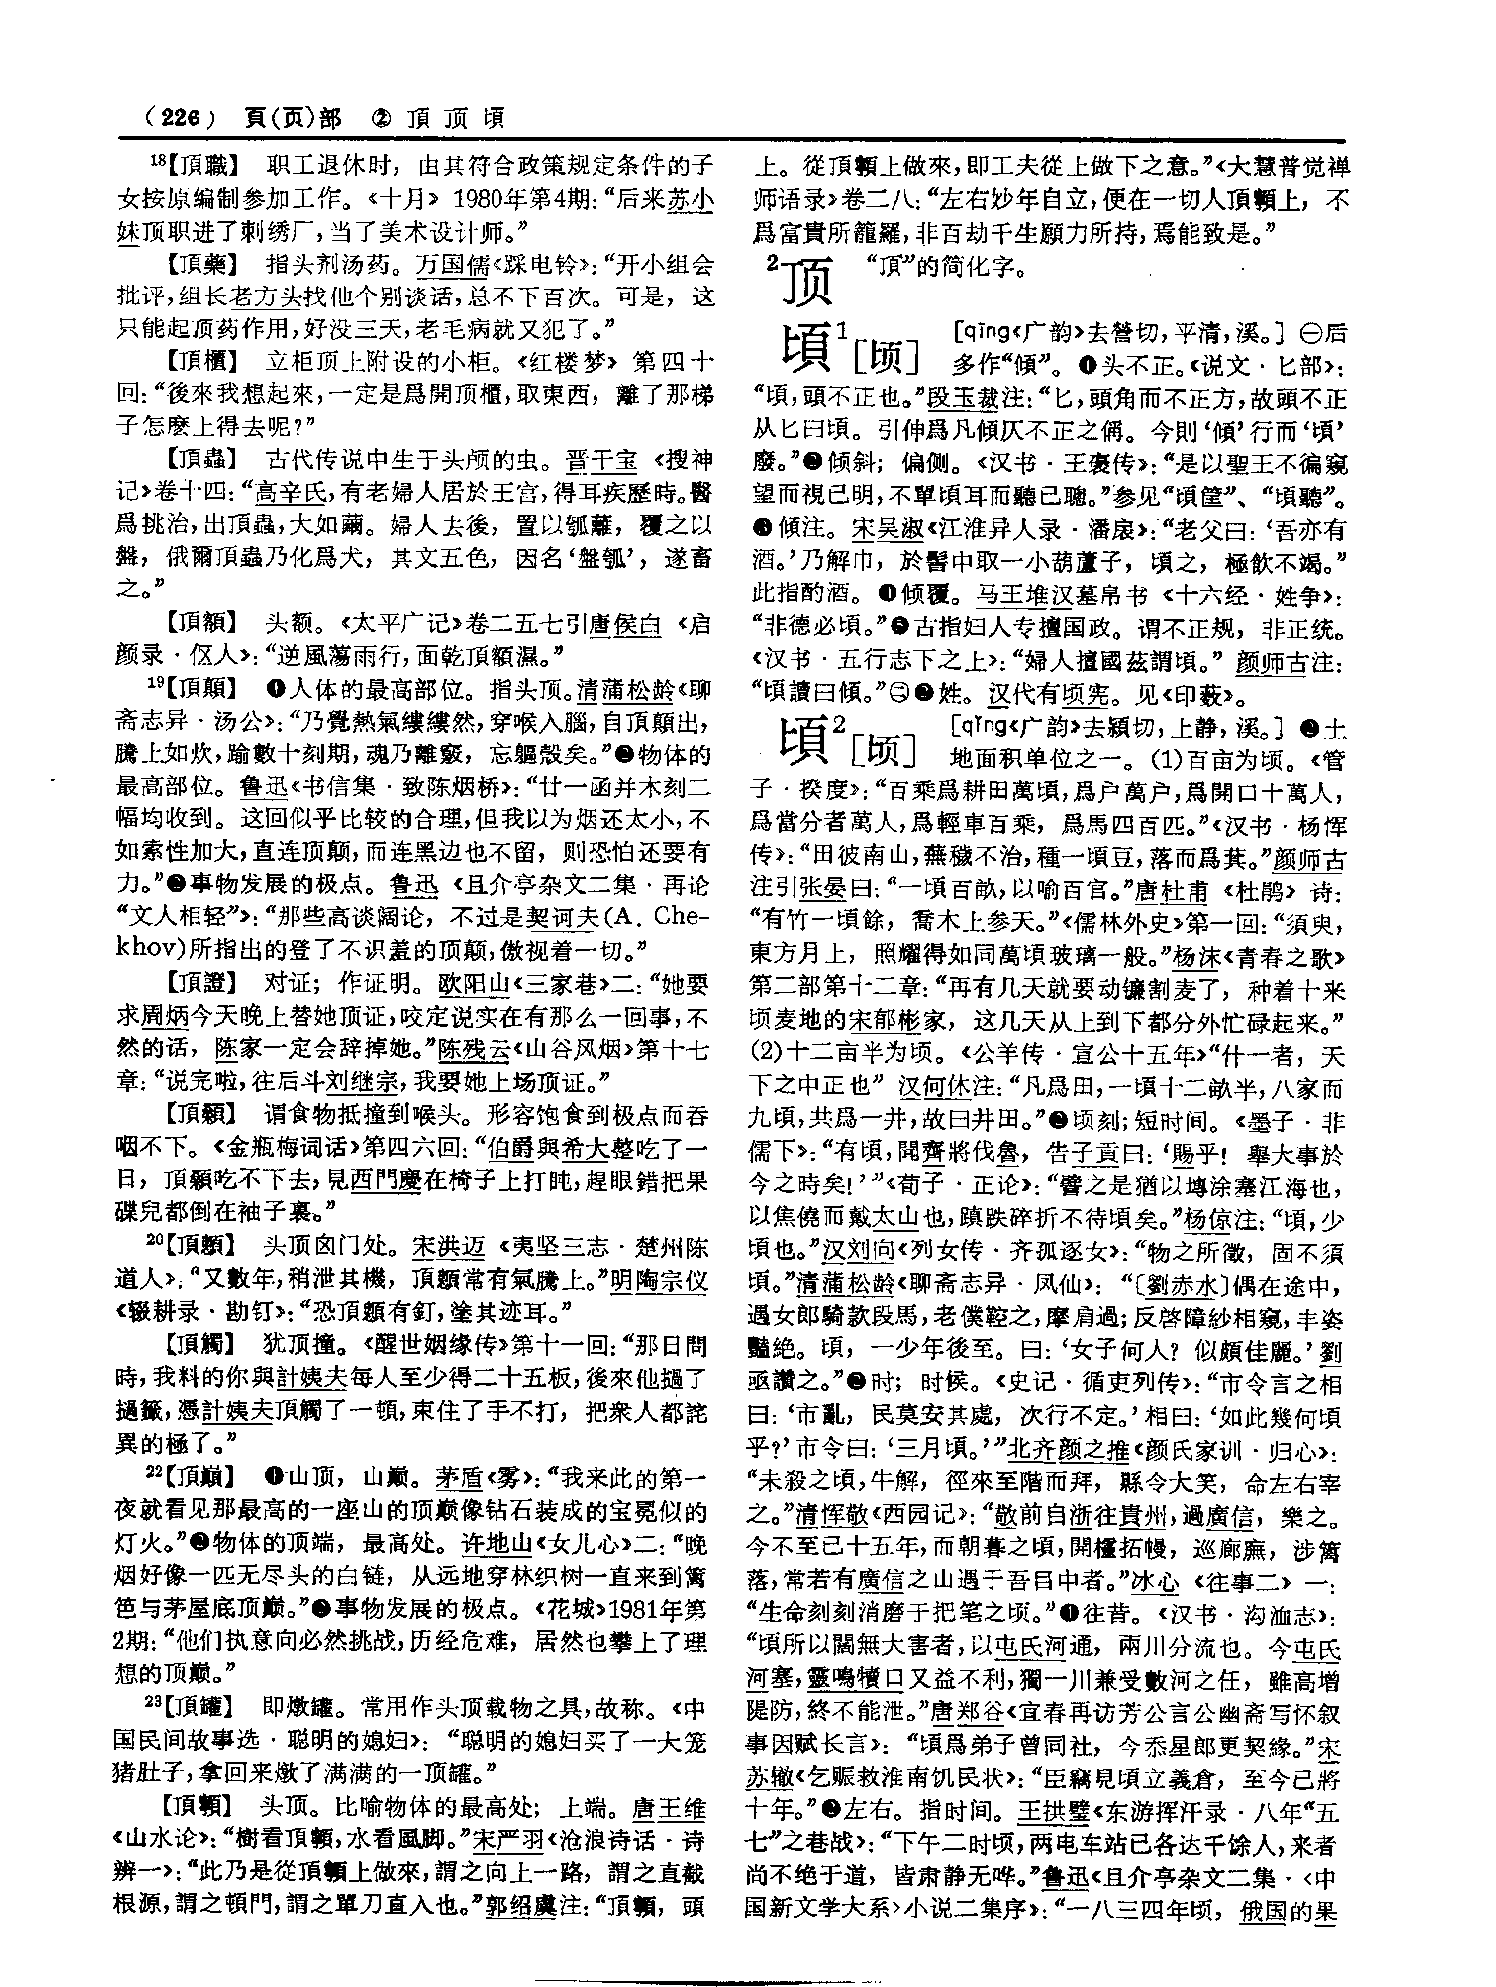 (226) 頁(页)部 ② 頂 顶 頃
18【頂職】 职工退休时，由其符合政策规定条件的子
女按原编制参加工作。《十月》 1980年第4期：“后来苏小
妹顶职进了刺绣厂，当了美术设计师。”
【頂藥】 指头剂汤药。万国儒《踩电铃》：“开小组会
批评，组长老方头找他个别谈话，总不下百次。可是，这
只能起顶药作用，好没三天，老毛病就又犯了。”
【頂櫃】 立柜顶上附设的小柜。《红楼梦》 第四十
回：“後來我想起來，一定是爲開顶櫃，取東西，離了那梯
子怎麽上得去呢？”
【頂蟲】 古代传说中生于头颅的虫。晋干宝 《搜神
记》卷十四：“高辛氏，有老婦人居於王宫，得耳疾歷時。醫
爲挑治，出頂蟲，大如繭。婦人去後，置以瓠蘺，覆之以
盤，俄爾頂蟲乃化爲犬，其文五色，因名‘盤瓠’，遂畜
之。”
【頂額】 头额。《太平广记》卷二五七引唐侯白 《启
颜录·伛人》：“逆風蕩雨行，面乾頂額濕。”
19【頂顛】 ❶人体的最高部位。指头顶。清蒲松龄《聊
斋志异·汤公》：“乃覺熱氣縷縷然，穿喉入腦，自頂顛出，
騰上如炊，踰數十刻期，魂乃離竅，忘軀殼矣。”❷物体的
最高部位。鲁迅《书信集·致陈烟桥》：“廿一函并木刻二
幅均收到。这回似乎比较的合理，但我以为烟还太小，不
如索性加大，直连顶颠，而连黑边也不留，则恐怕还要有
力。”❸事物发展的极点。鲁迅 《且介亭杂文二集·再论
“文人相轻”》：“那些高谈阔论，不过是契诃夫(A. Che-
khov)所指出的登了不识羞的顶颠，傲视着一切。”
【頂證】 对证；作证明。欧阳山《三家巷》二：“她要
求周炳今天晚上替她顶证，咬定说实在有那么一回事，不
然的话，陈家一定会辞掉她。”陈残云《山谷风烟》第十七
章：“说完啦，往后斗刘继宗，我要她上场顶证。”
【頂顙】 谓食物抵撞到喉头。形容饱食到极点而吞
咽不下。《金瓶梅词话》第四六回：“伯爵與希大整吃了一
日，頂顙吃不下去，見西門慶在椅子上打盹，趕眼錯把果
碟兒都倒在袖子裏。”
20【頂顖】 头顶囟门处。宋洪迈 《夷坚三志·楚州陈
道人》：“又數年，稍泄其機，頂顖常有氣騰上。”明陶宗仪
《辍耕录·勘钉》：“恐頂顖有釘，塗其迹耳。”
【頂觸】 犹顶撞。《醒世姻缘传》第十一回：“那日問
時，我料的你與計姨夫每人至少得二十五板，後來他撾了
撾籤，憑計姨夫頂觸了一頓，束住了手不打，把衆人都詫
異的極了。”
22【頂巔】 ❶山顶，山巅。茅盾《雾》：“我来此的第一
夜就看见那最高的一座山的顶巅像钻石装成的宝冕似的
灯火。”❷物体的顶端，最高处。许地山《女儿心》二：“晚
烟好像一匹无尽头的白链，从远地穿林织树一直来到篱
笆与茅屋底顶巅。”❸事物发展的极点。《花城》1981年第
2期：“他们执意向必然挑战，历经危难，居然也攀上了理
想的顶巅。”
23【頂罐】 即燉罐。常用作头顶载物之具，故称。《中
国民间故事选·聪明的媳妇》：“聪明的媳妇买了一大笼
猪肚子，拿回来燉了满满的一顶罐。”
【頂𩕳】 头顶。比喻物体的最高处；上端。唐王维
《山水论》：“樹看頂𩕳，水看風脚。”宋严羽《沧浪诗话·诗
辨一》：“此乃是從頂𩕳上做來，謂之向上一路，謂之直截
根源，謂之頓門，謂之單刀直入也。”郭绍虞注：“頂𩕳，頭
上。從頂𩕳上做來，即工夫從上做下之意。”《大慧普觉禅
师语录》卷二八：“左右妙年自立，便在一切人頂𩕳上，不
爲富貴所籠羅，非百劫千生願力所持，焉能致是。”
2顶 “頂”的简化字。
頃1［顷］ ［qīng《广韵》去營切，平清，溪。］ ㊀后
多作“傾”。❶头不正。《说文·匕部》：
“頃，頭不正也。”段玉裁注：“匕，頭角而不正方，故頭不正
从匕曰頃。引伸爲凡傾仄不正之偁。今則‘傾’行而‘頃’
廢。”❷倾斜；偏侧。《汉书·王褒传》：“是以聖王不徧窺
望而視已明，不單頃耳而聽已聰。”参见“頃筐”、“頃聽”。
❸倾注。宋吴淑《江淮异人录·潘扆》：“老父曰：‘吾亦有
酒。’乃解巾，於髻中取一小葫蘆子，頃之，極飲不竭。”
此指酌酒。❹倾覆。马王堆汉墓帛书 《十六经·姓争》：
“非德必頃。”❺古指妇人专擅国政。谓不正规，非正统。
《汉书·五行志下之上》：“婦人擅國兹謂頃。” 颜师古注：
“頃讀曰傾。”㊁❷姓。汉代有顷宪。见《印薮》。
頃2［顷］ ［qǐng《广韵》去潁切，上静，溪。］ ❶土
地面积单位之一。(1)百亩为顷。《管
子·揆度》：“百乘爲耕田萬頃，爲户萬户，爲開口十萬人，
爲當分者萬人，爲輕車百乘，爲馬四百匹。”《汉书·杨恽
传》：“田彼南山，蕪穢不治，種一頃豆，落而爲萁。”颜师古
注引张晏曰：“一頃百畝，以喻百官。”唐杜甫 《杜鹃》 诗：
“有竹一頃餘，喬木上参天。”《儒林外史》第一回：“須臾，
東方月上，照耀得如同萬頃玻璃一般。”杨沫《青春之歌》
第二部第十二章：“再有几天就要动镰割麦了，种着十来
顷麦地的宋郁彬家，这几天从上到下都分外忙碌起来。”
(2)十二亩半为顷。《公羊传·宣公十五年》“什一者，天
下之中正也” 汉何休注：“凡爲田，一頃十二畝半，八家而
九頃，共爲一井，故曰井田。”❷顷刻；短时间。《墨子·非
儒下》：“有頃，聞齊將伐魯，告子貢曰：‘賜乎！舉大事於
今之時矣！’”《荀子·正论》：“譬之是猶以塼涂塞江海也，
以焦僥而戴太山也，蹎跌碎折不待頃矣。”杨倞注：“頃，少
頃也。”汉刘向《列女传·齐孤逐女》：“物之所徵，固不須
頃。”清蒲松龄《聊斋志异·凤仙》：“〔劉赤水〕偶在途中，
遇女郎騎款段馬，老僕鞚之，摩肩過；反啓障紗相窺，丰姿
豔絶。頃，一少年後至。曰：‘女子何人？似頗佳麗。’劉
亟讚之。”❸时；时候。《史记·循吏列传》：“市令言之相
曰：‘市亂，民莫安其處，次行不定。’相曰：‘如此幾何頃
乎？’市令曰：‘三月頃。’”北齐颜之推《颜氏家训·归心》：
“未殺之頃，牛解，徑來至階而拜，縣令大笑，命左右宰
之。”清恽敬《西园记》：“敬前自浙往貴州，過廣信，樂之。
今不至已十五年，而朝暮之頃，開櫳拓幔，巡廊廡，涉籬
落，常若有廣信之山遇于吾目中者。”冰心 《往事二》 一：
“生命刻刻消磨于把笔之顷。”❹往昔。《汉书·沟洫志》：
“頃所以闊無大害者，以屯氏河通，兩川分流也。今屯氏
河塞，靈鳴犢口又益不利，獨一川兼受數河之任，雖高增
隄防，終不能泄。”唐郑谷《宜春再访芳公言公幽斋写怀叙
事因赋长言》：“頃爲弟子曾同社，今忝星郎更契緣。”宋
苏辙《乞赈救淮南饥民状》：“臣竊見頃立義倉，至今已將
十年。”❺左右。指时间。王拱璧《东游挥汗录·八年“五
七”之巷战》：“下午二时顷，两电车站已各达千馀人，来者
尚不绝于道，皆肃静无哗。”鲁迅《且介亭杂文二集·〈中
国新文学大系〉小说二集序》：“一八三四年顷，俄国的果